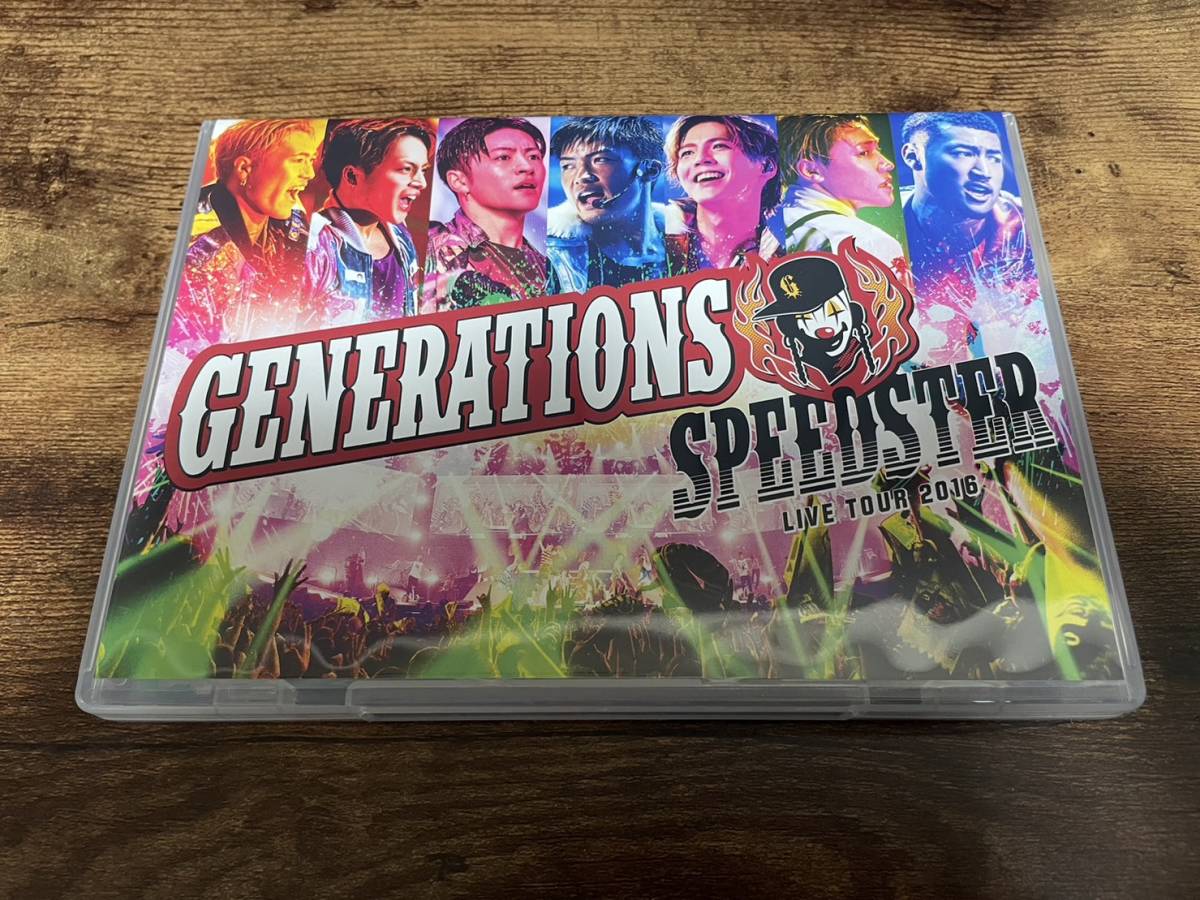 GENERATIONS
G
SPEEDSTER
LIVE TOUR 2016